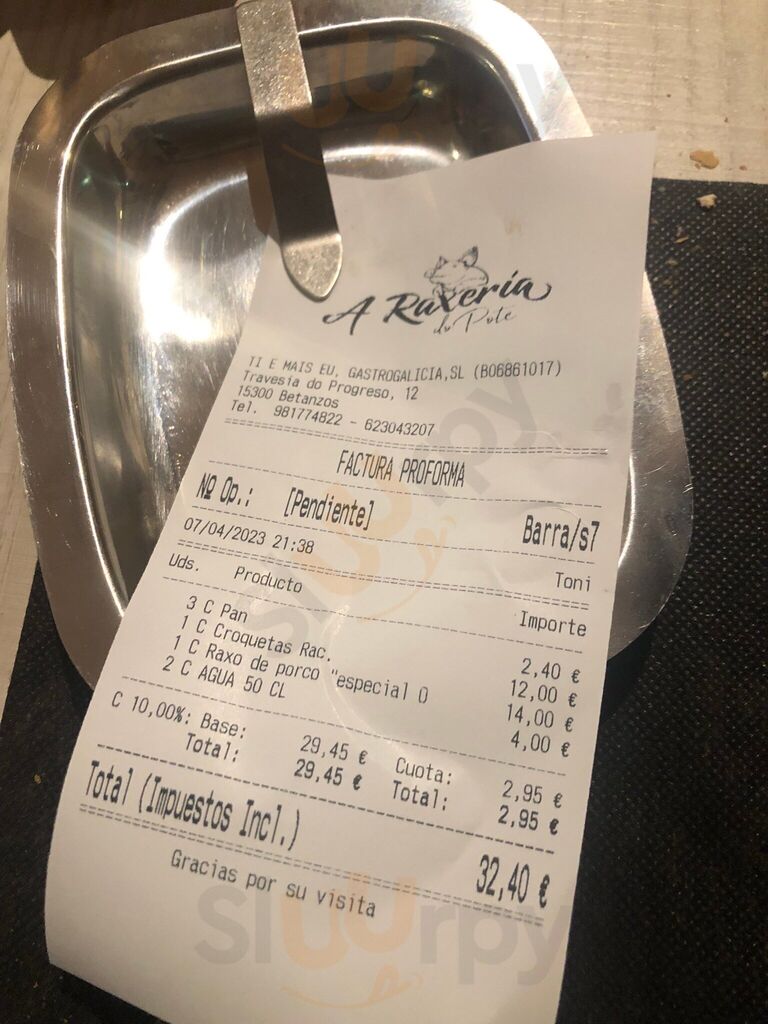 A Raxeria
do Pote
TI E MAIS EU, GASTROGALICIA,SL (B06861017)
Travesia do Progreso, 12
15300 Betanzos
Tel. 981774822 - 623043207
FACTURA PROFORMA
Nº Op.: [Pendiente] Barra/s7
07/04/2023 21:38 Toni
Uds. Producto Importe
3 C Pan 2,40 €
1 C Croquetas Rac. 12,00 €
1 C Raxo de porco "especial () 14,00 €
2 C AGUA 50 CL 4,00 €
C 10,00%: Base: 29,45 € Cuota: 2,95 €
Total: 29,45 € Total: 2,95 €
Total (Impuestos Incl.) 32,40 €
Gracias por su visita
Sluurpy
Sluurpy
Sluurpy